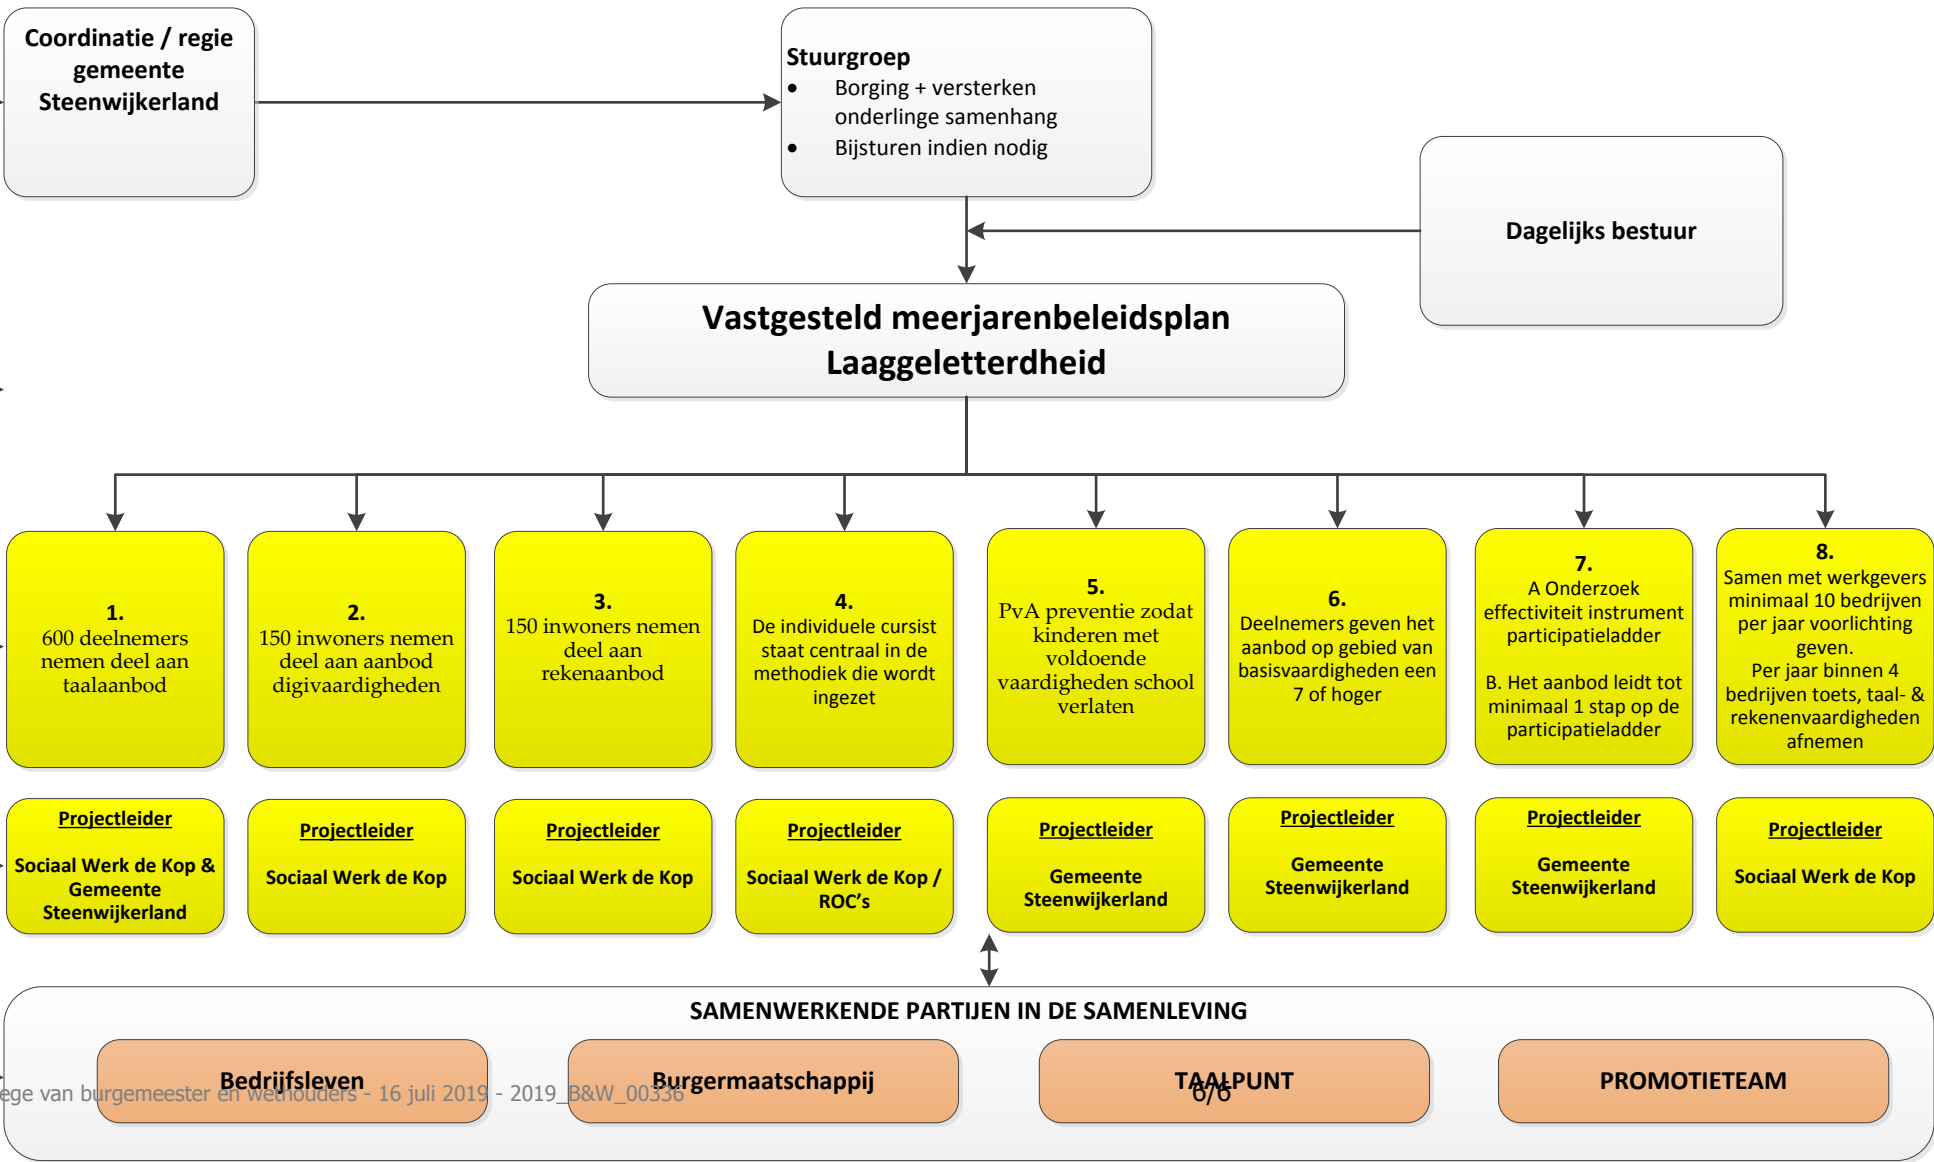 Coordinatie / regie
gemeente
Steenwijkerland
Stuurgroep
• Borging + versterken
onderlinge samenhang
• Bijsturen indien nodig
Dagelijks bestuur
Vastgesteld meerjarenbeleidsplan
Laaggeletterdheid
1.
600 deelnemers
nemen deel aan
taalaanbod
2.
150 inwoners nemen
deel aan aanbod
digivaardigheden
3.
150 inwoners nemen
deel aan
rekenaanbod
4.
De individuele cursist
staat centraal in de
methodiek die wordt
ingezet
5.
PvA preventie zodat
kinderen met
voldoende
vaardigheden school
verlaten
6.
Deelnemers geven het
aanbod op gebied van
basisvaardigheden een
7 of hoger
7.
A Onderzoek
effectiviteit instrument
participatieladder
B. Het aanbod leidt tot
minimaal 1 stap op de
participatieladder
8.
Samen met werkgevers
minimaal 10 bedrijven
per jaar voorlichting
geven.
Per jaar binnen 4
bedrijven toets, taal- &
rekenenvaardigheden
afnemen
Projectleider
Sociaal Werk de Kop &
Gemeente
Steenwijkerland
Projectleider
Sociaal Werk de Kop
Projectleider
Sociaal Werk de Kop
Projectleider
Sociaal Werk de Kop /
ROC's
Projectleider
Gemeente
Steenwijkerland
Projectleider
Gemeente
Steenwijkerland
Projectleider
Gemeente
Steenwijkerland
Projectleider
Sociaal Werk de Kop
SAMENWERKENDE PARTIJEN IN DE SAMENLEVING
Bedrijfsleven
Burgermaatschappij
TAALPUNT
PROMOTIETEAM
ege van burgemeester en wethouders - 16 juli 2019 - 2019_B&W_00336
6/6